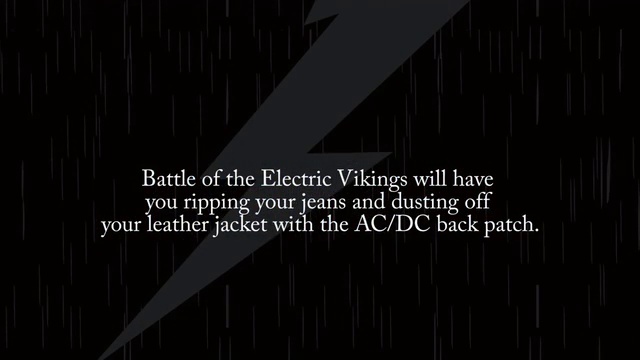 Battle of the Electric Vikings will have
you ripping your jeans and dusting off
your leather jacket with the AC/DC back patch.